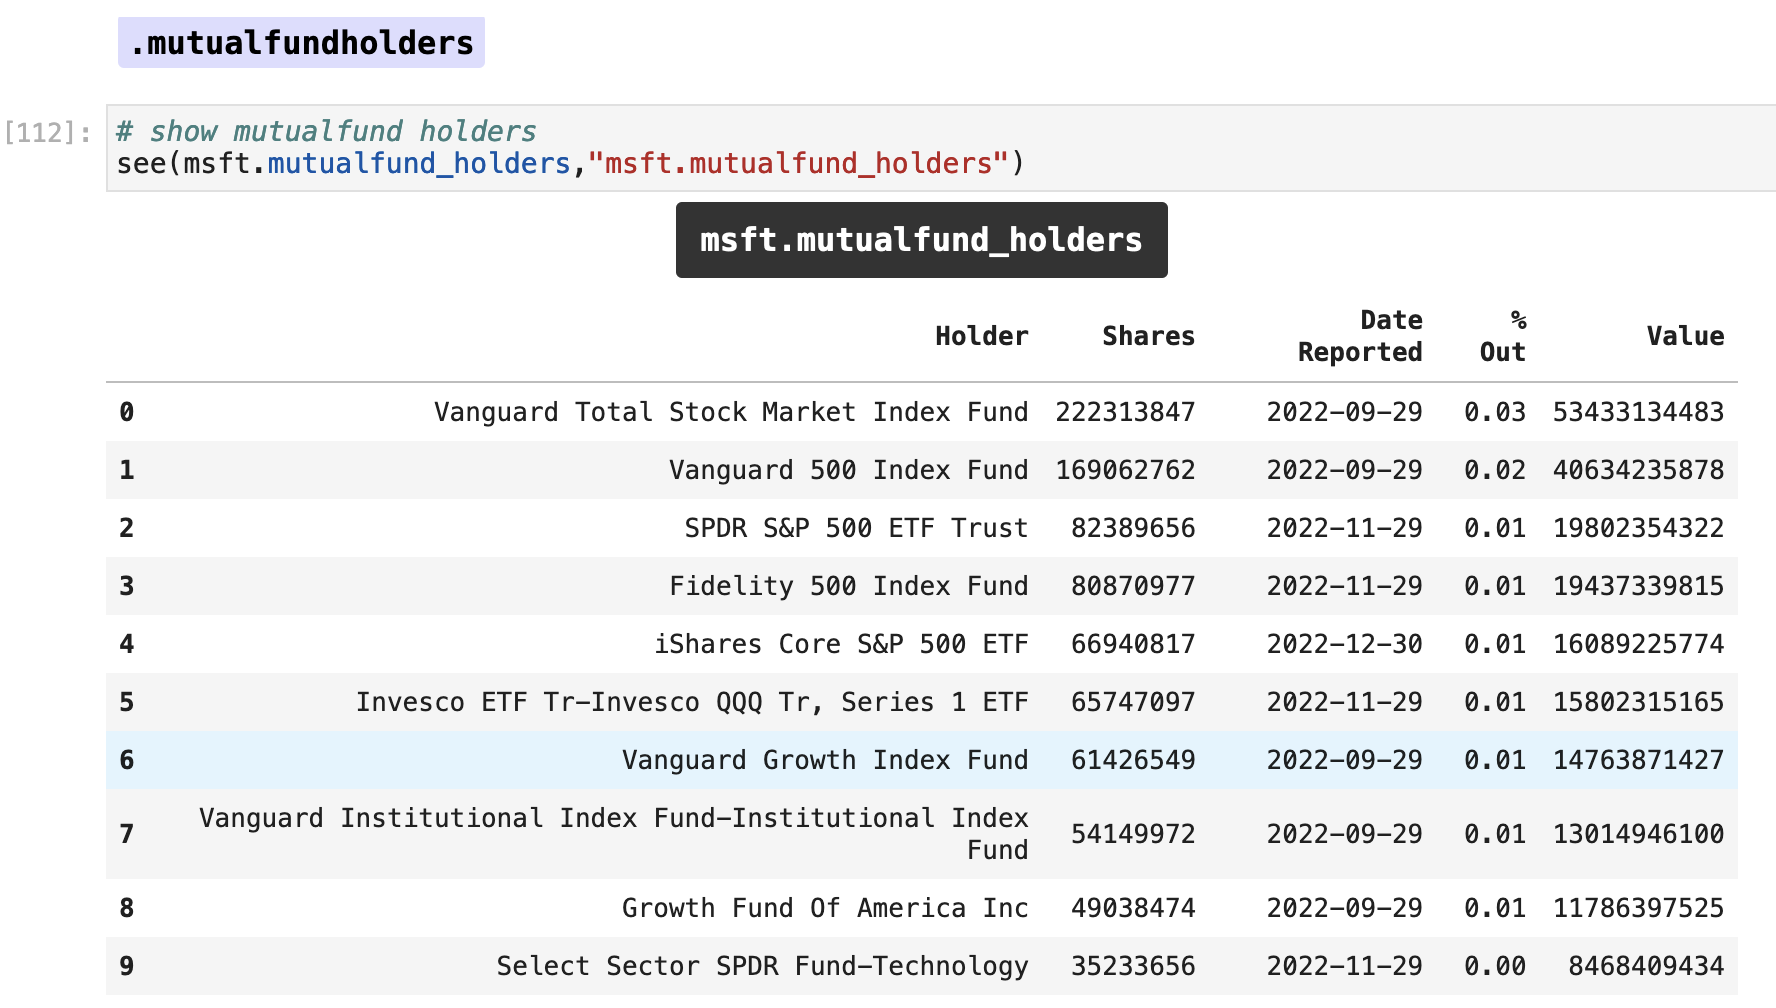 .mutualfundholders
[112]:
# show mutualfund holders
see(msft.mutualfund_holders,"msft.mutualfund_holders")
msft.mutualfund_holders
Holder Shares Date Reported % Out Value
0 Vanguard Total Stock Market Index Fund 222313847 2022-09-29 0.03 53433134483
1 Vanguard 500 Index Fund 169062762 2022-09-29 0.02 40634235878
2 SPDR S&P 500 ETF Trust 82389656 2022-11-29 0.01 19802354322
3 Fidelity 500 Index Fund 80870977 2022-11-29 0.01 19437339815
4 iShares Core S&P 500 ETF 66940817 2022-12-30 0.01 16089225774
5 Invesco ETF Tr-Invesco QQQ Tr, Series 1 ETF 65747097 2022-11-29 0.01 15802315165
6 Vanguard Growth Index Fund 61426549 2022-09-29 0.01 14763871427
7 Vanguard Institutional Index Fund-Institutional Index Fund 54149972 2022-09-29 0.01 13014946100
8 Growth Fund Of America Inc 49038474 2022-09-29 0.01 11786397525
9 Select Sector SPDR Fund-Technology 35233656 2022-11-29 0.00 8468409434